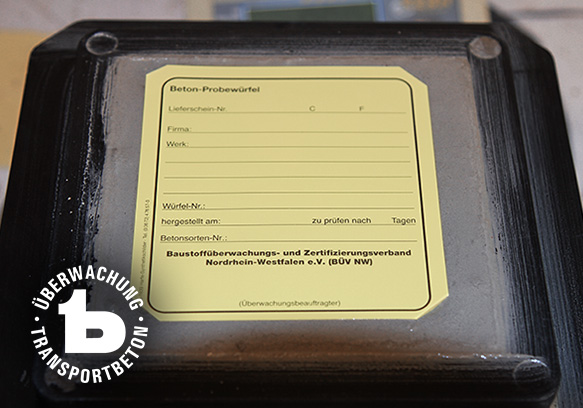 Beton-Probewürfel
Lieferschein-Nr. C F
Firma:
Werk:
Würfel-Nr.:
hergestellt am: zu prüfen nach Tagen
Betonsorten-Nr.:
Baustoffüberwachungs- und Zertifizierungsverband
Nordrhein-Westfalen e.V. (BÜV NW)
(Überwachungsbeauftragter)
ÜBERWACHUNG
b
TRANSPORTBETON